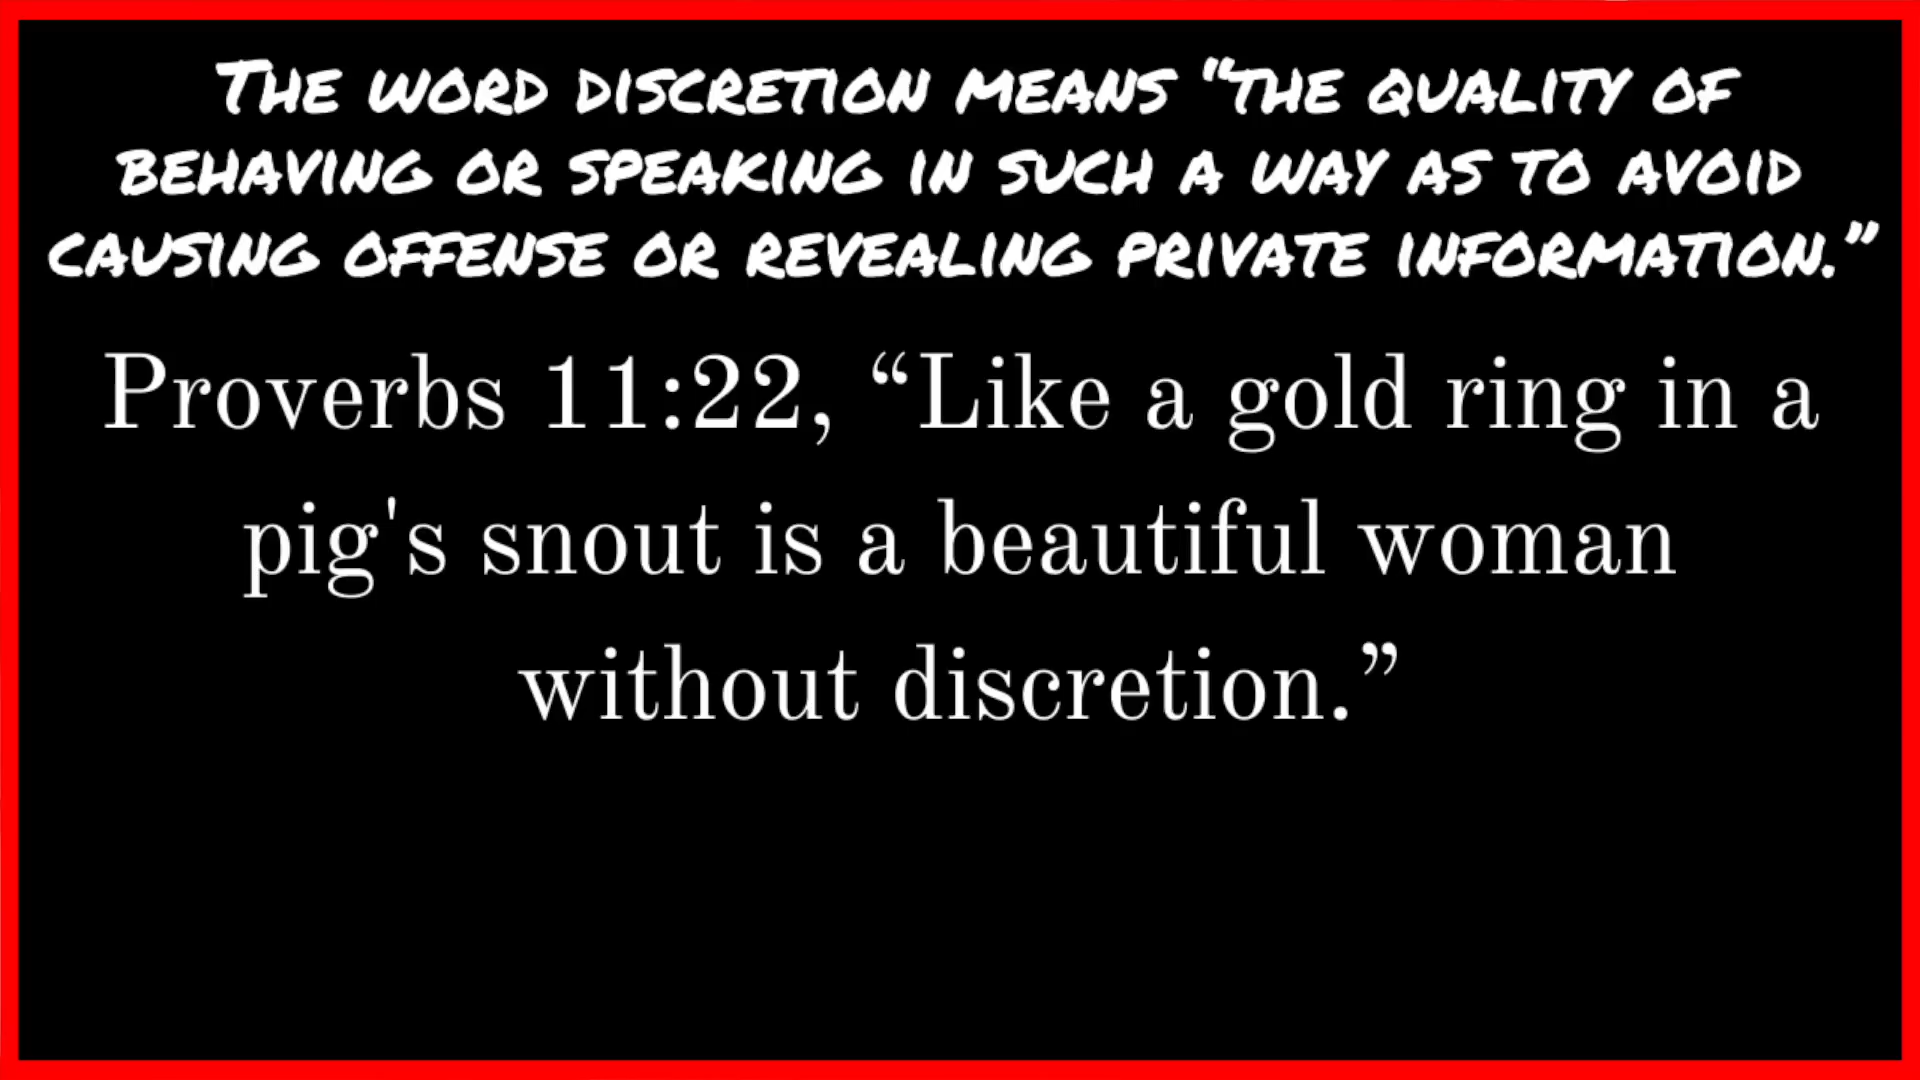 The word discretion means “the quality of
behaving or speaking in such a way as to avoid
causing offense or revealing private information.”
Proverbs 11:22, “Like a gold ring in a
pig's snout is a beautiful woman
without discretion.”